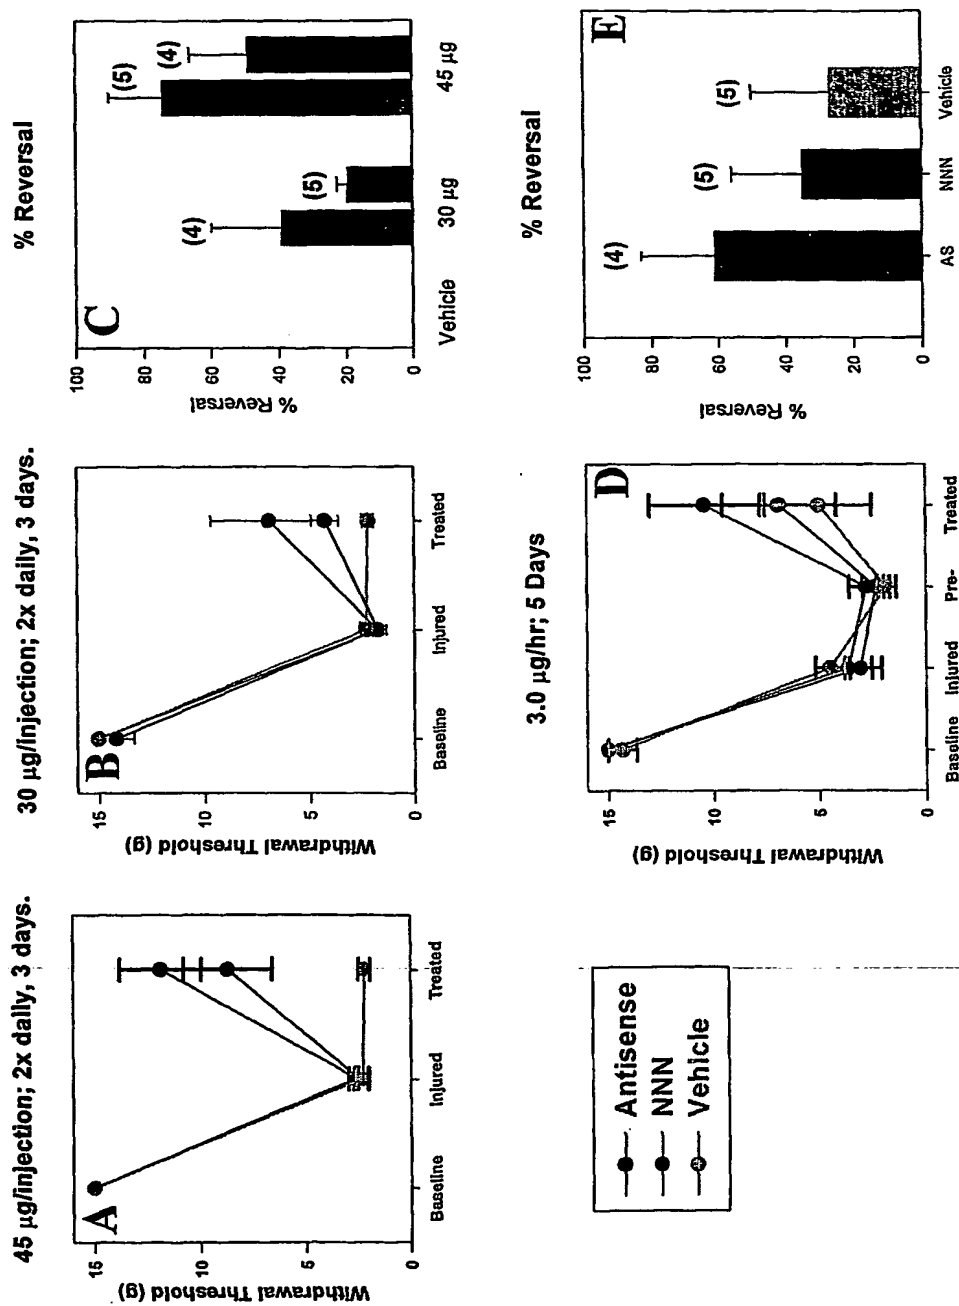 45 µg/injection; 2x daily, 3 days.
A
Withdrawal Threshold (g)
15
10
5
0
Baseline
Injured
Treated
30 µg/injection; 2x daily, 3 days.
B
Withdrawal Threshold (g)
15
10
5
0
Baseline
Injured
Treated
% Reversal
C
% Reversal
100
80
60
40
20
0
(4)
(5)
(5)
(4)
Vehicle
30 µg
45 µg
Antisense
NNN
Vehicle
3.0 µg/hr; 5 Days
D
Withdrawal Threshold (g)
15
10
5
0
Baseline
Injured
Pre-
Treated
% Reversal
E
% Reversal
100
80
60
40
20
0
(4)
(5)
(5)
AS
NNN
Vehicle